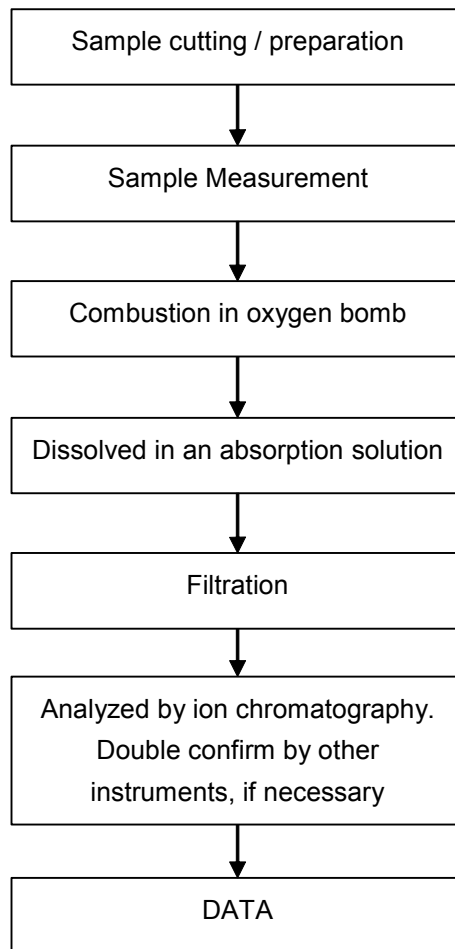 Sample cutting / preparation
Sample Measurement
Combustion in oxygen bomb
Dissolved in an absorption solution
Filtration
Analyzed by ion chromatography.
Double confirm by other
instruments, if necessary
DATA